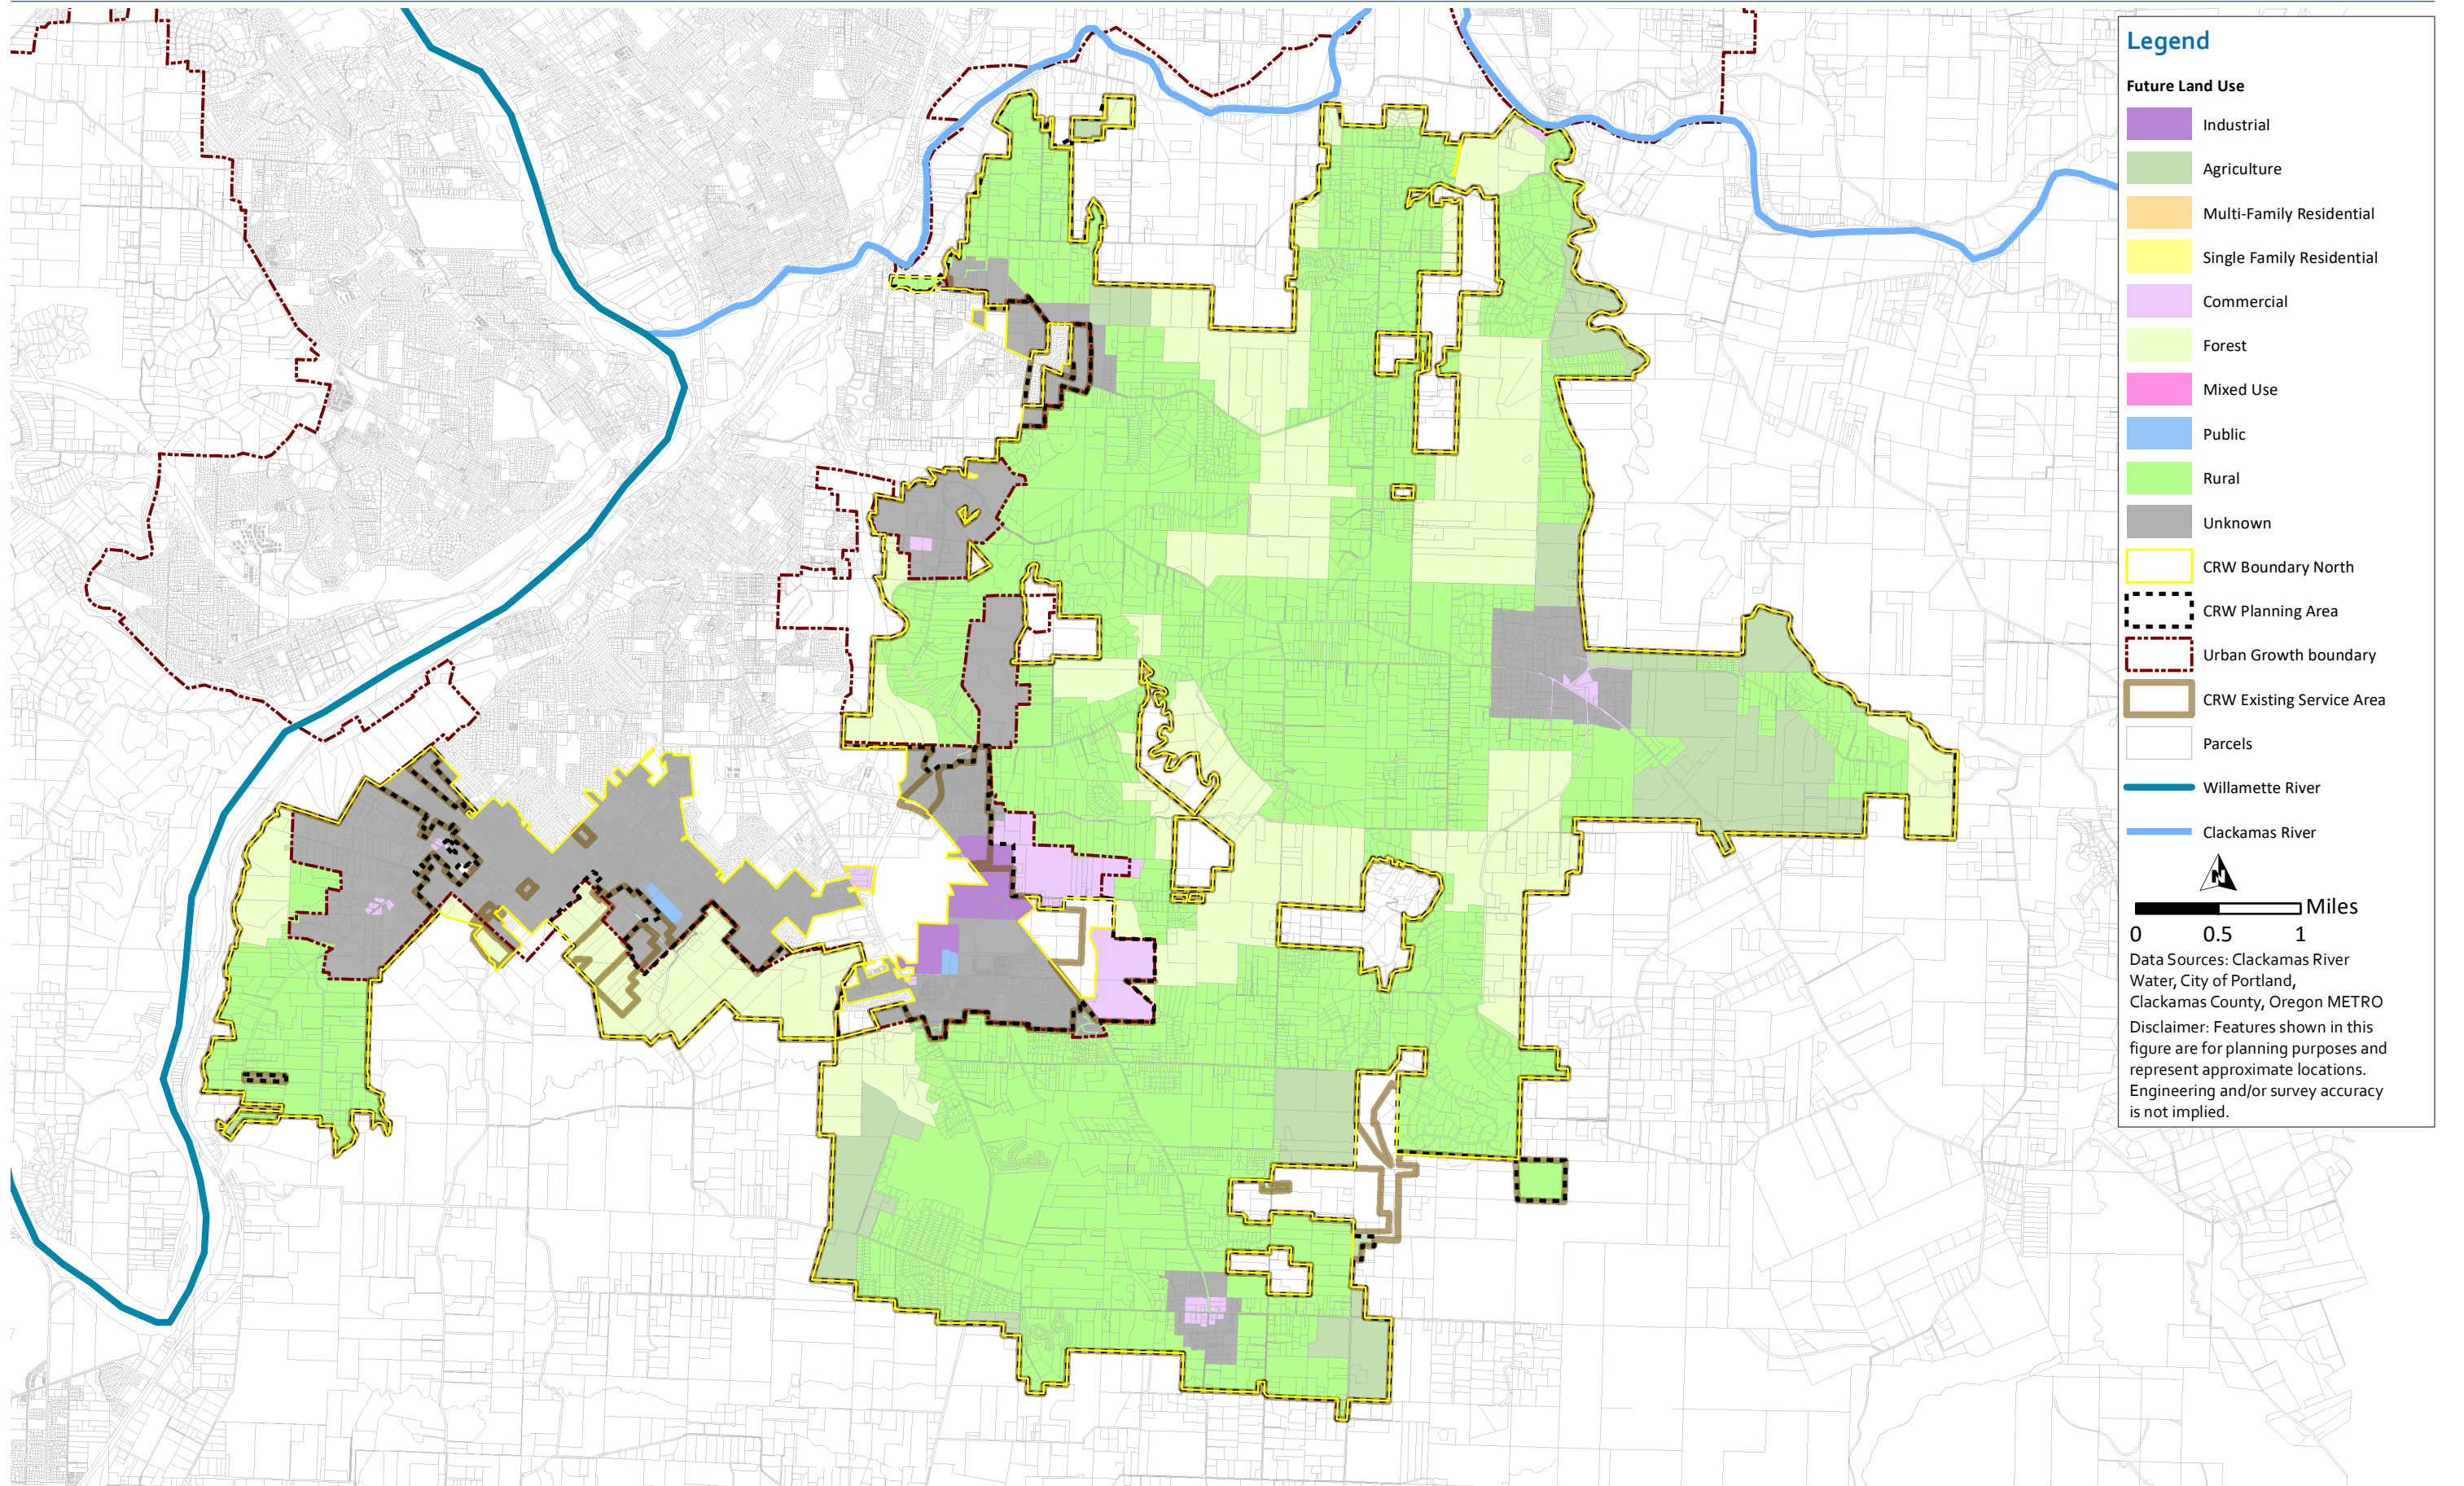 Legend
Future Land Use
Industrial
Agriculture
Multi-Family Residential
Single Family Residential
Commercial
Forest
Mixed Use
Public
Rural
Unknown
CRW Boundary North
CRW Planning Area
Urban Growth boundary
CRW Existing Service Area
Parcels
Willamette River
Clackamas River
N
Miles
0 0.5 1
Data Sources: Clackamas River
Water, City of Portland,
Clackamas County, Oregon METRO
Disclaimer: Features shown in this
figure are for planning purposes and
represent approximate locations.
Engineering and/or survey accuracy
is not implied.